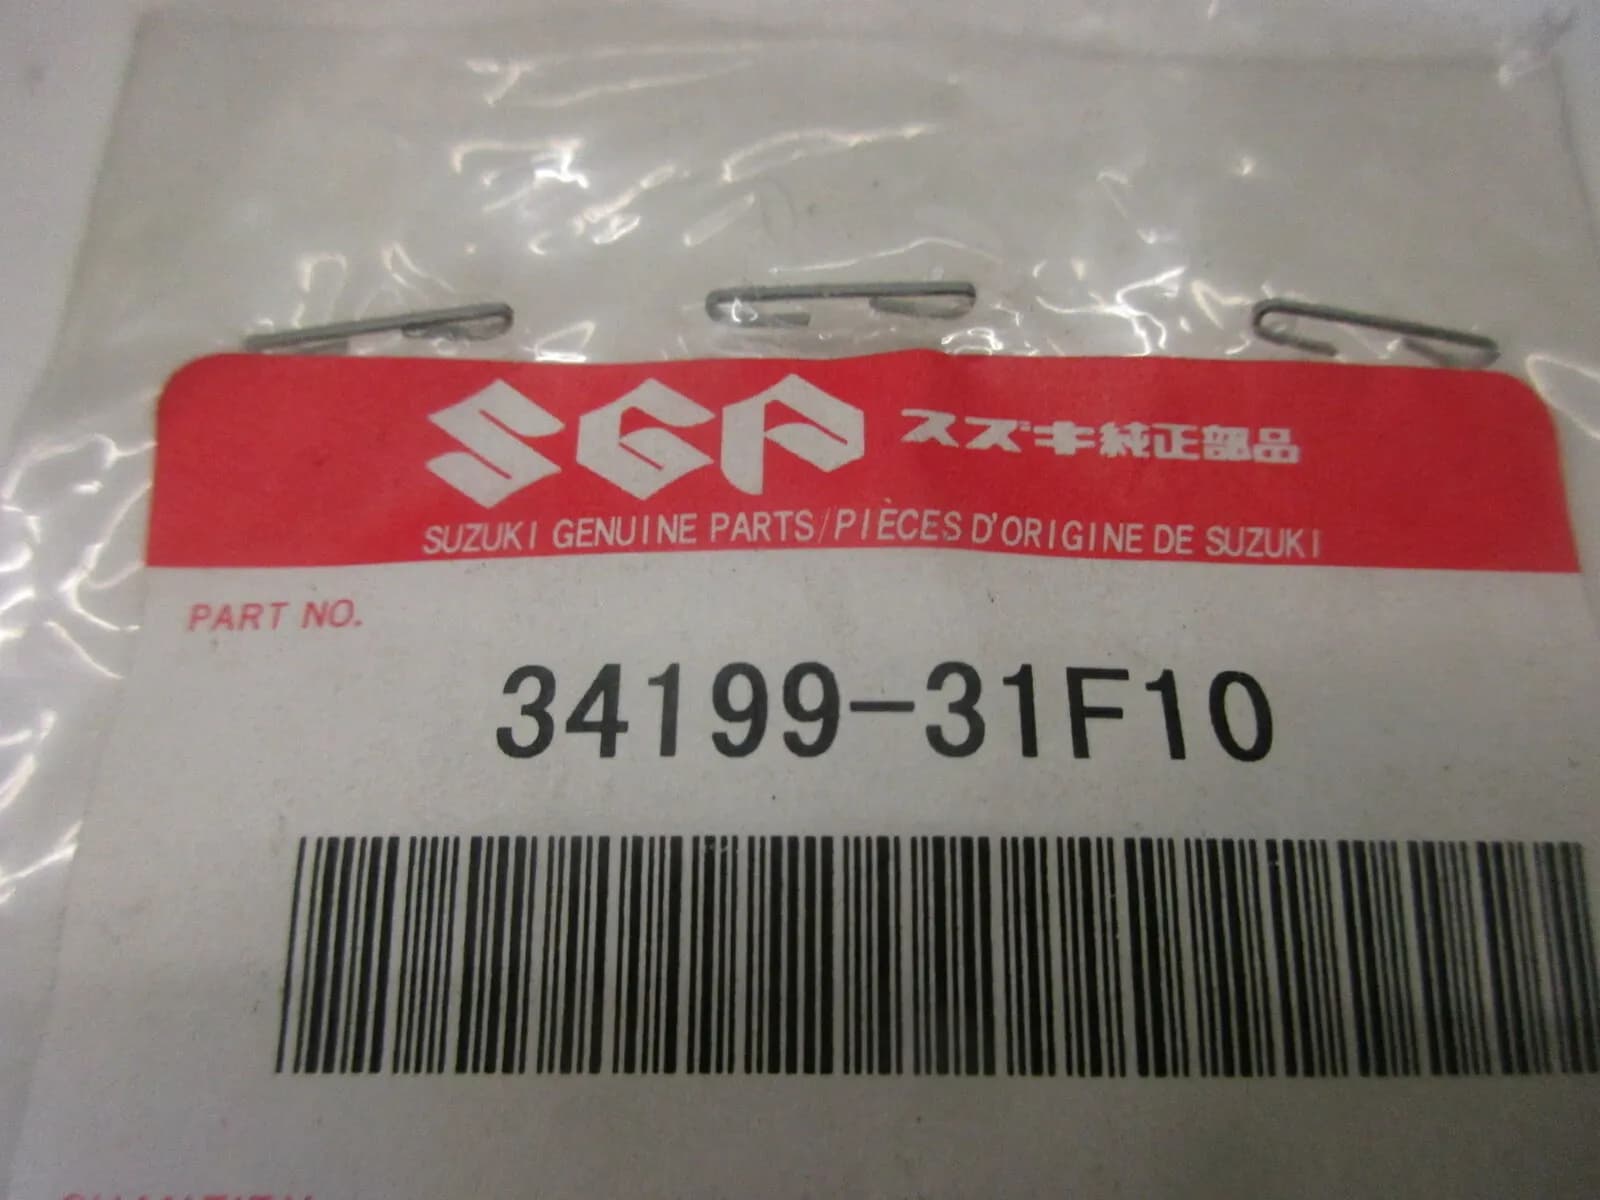 SGP スズキ純正部品
SUZUKI GENUINE PARTS/PIÈCES D'ORIGINE DE SUZUKI
PART NO.
34199-31F10